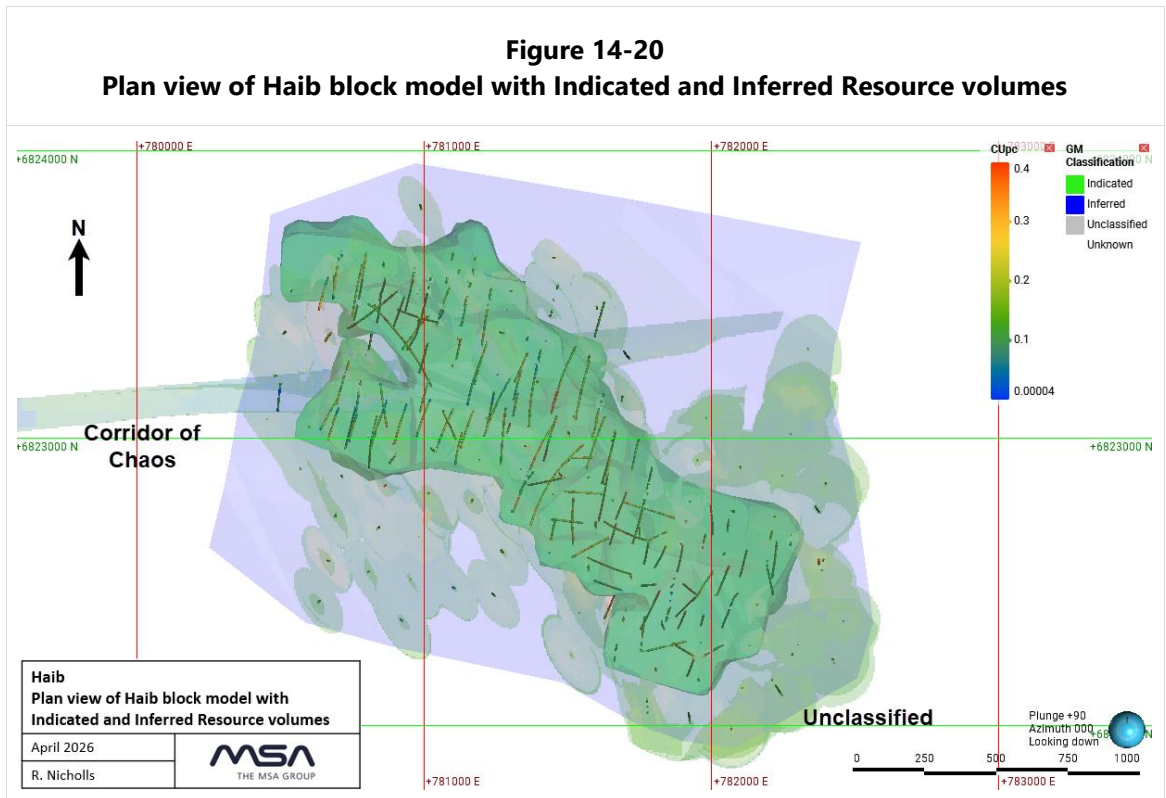 Figure 14-20
Plan view of Haib block model with Indicated and Inferred Resource volumes
+780000 E
+781000 E
+782000 E
+783000 E
+6824000 N
CUpc
GM
Classification
0.4
0.3
0.2
0.1
0.00004
Indicated
Inferred
Unclassified
Unknown
N
+6823000 N
+6823000 N
Corridor of
Chaos
Unclassified
Haib
Plan view of Haib block model with
Indicated and Inferred Resource volumes
April 2026
R. Nicholls
MSA
THE MSA GROUP
Plunge +90
Azimuth 000
Looking down
0 250 500 750 1000
+781000 E
+782000 E
+783000 E